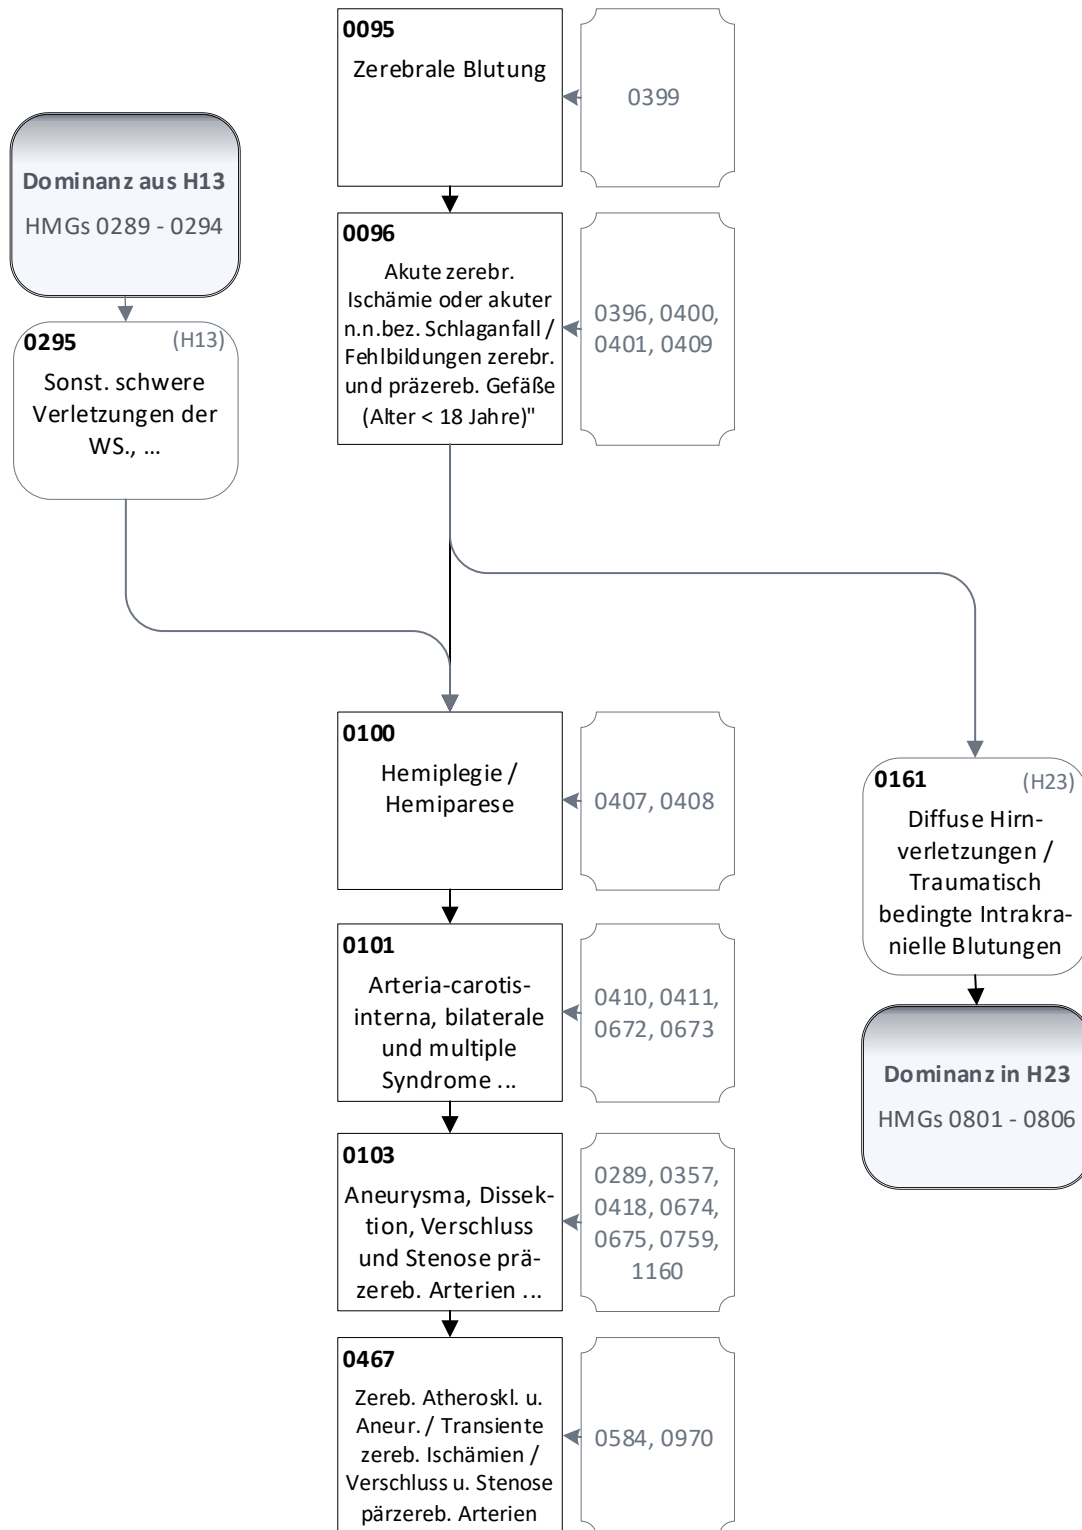 0095
Zerebrale Blutung
0399
Dominanz aus H13
HMGs 0289 - 0294
0096
Akute zerebr.
Ischämie oder akuter
n.n.bez. Schlaganfall /
Fehlbildungen zerebr.
und präzereb. Gefäße
(Alter < 18 Jahre)"
0396, 0400,
0401, 0409
0295 (H13)
Sonst. schwere
Verletzungen der
WS., ...
0100
Hemiplegie /
Hemiparese
0407, 0408
0161 (H23)
Diffuse Hirn-
verletzungen /
Traumatisch
bedingte Intrakra-
nielle Blutungen
0101
Arteria-carotis-
interna, bilaterale
und multiple
Syndrome ...
0410, 0411,
0672, 0673
Dominanz in H23
HMGs 0801 - 0806
0103
Aneurysma, Dissek-
tion, Verschluss
und Stenose prä-
zereb. Arterien ...
0289, 0357,
0418, 0674,
0675, 0759,
1160
0467
Zereb. Atheroskl. u.
Aneur. / Transiente
zereb. Ischämien /
Verschluss u. Stenose
pärzereb. Arterien
0584, 0970